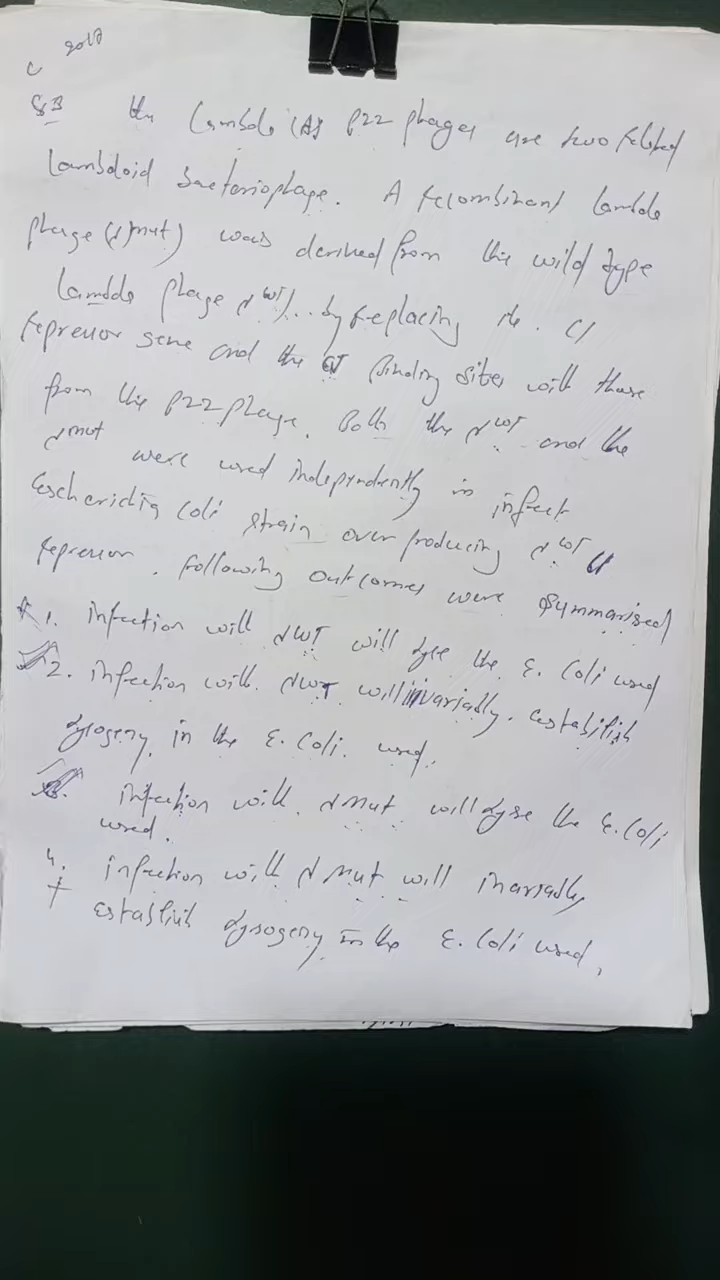 2017
83 the Lambda (λ) P22 phages are two related
lambdoid bacteriophage. A recombinant lambda
phage (λ)mut) was derived from the wild type
lambda phage λWT).. by replacing the. CI
repressor gene and the CI binding sites with those
from the P22 phage. Both the λWT and the
λmut were used independently in infect
Escherichia Coli strain over producing λWT CI
repressor. following outcomes were summarised
1. infection with λWT will lyse the E. Coli used
2. infection with. λWT will invariably. establish
lysogeny in the E. Coli. used.
infection with. λmut will lyse the E. Coli
used.
4. infection with λmut will invariably
establish lysogeny in the E. Coli used,